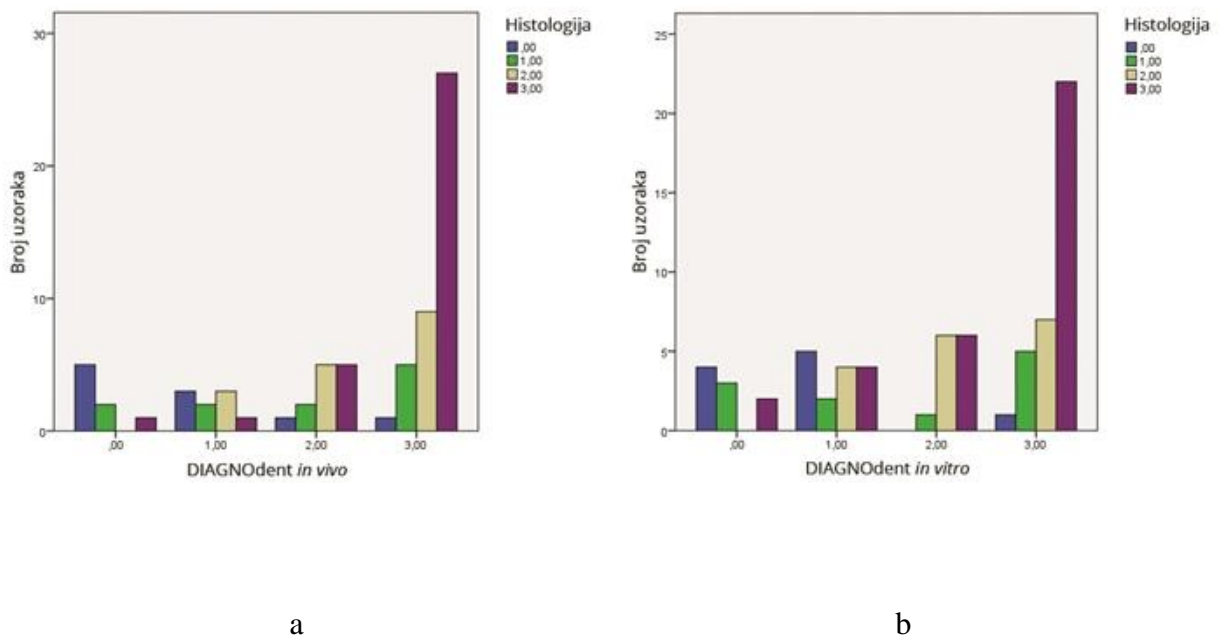 Histologija
,00
1,00
2,00
3,00
30
20
10
0
Broj uzoraka
,00 1,00 2,00 3,00
DIAGNOdent in vivo
Histologija
,00
1,00
2,00
3,00
25
20
15
10
5
0
Broj uzoraka
,00 1,00 2,00 3,00
DIAGNOdent in vitro
a
b